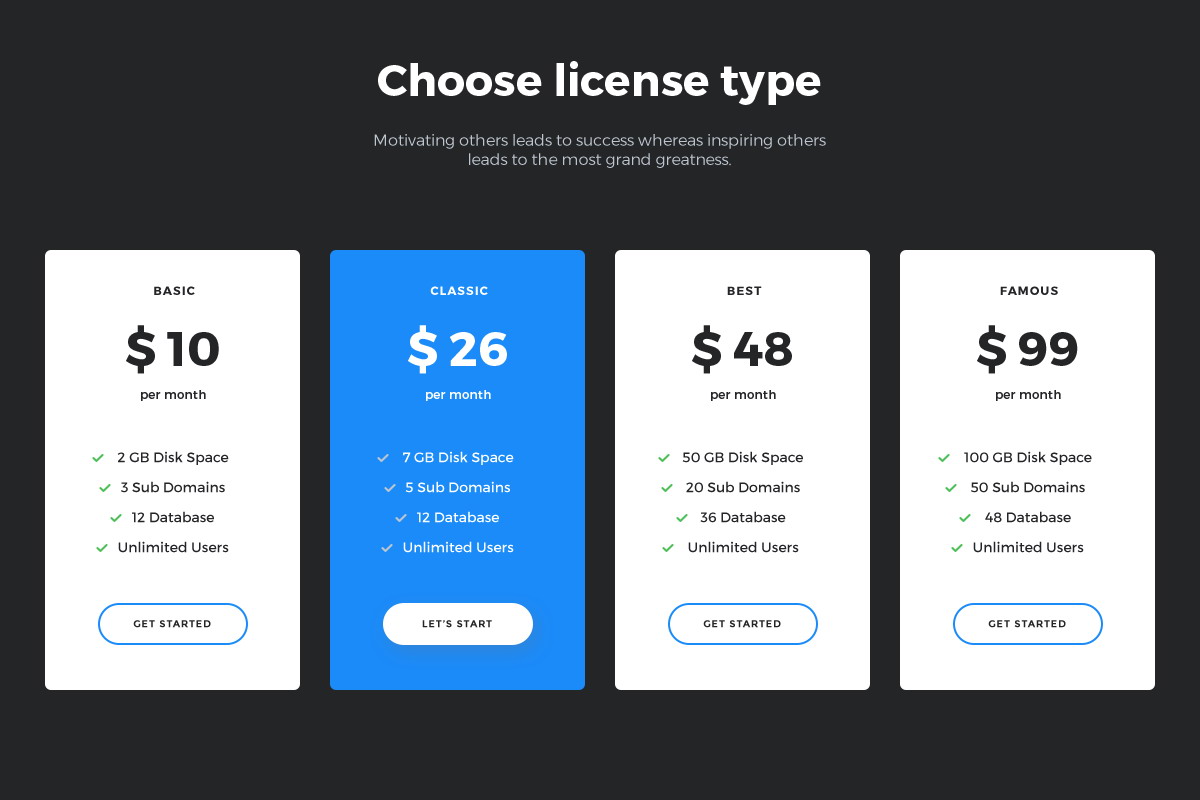 Choose license type
Motivating others leads to success whereas inspiring others
leads to the most grand greatness.
BASIC
$ 10
per month
2 GB Disk Space
3 Sub Domains
12 Database
Unlimited Users
GET STARTED
CLASSIC
$ 26
per month
7 GB Disk Space
5 Sub Domains
12 Database
Unlimited Users
LET'S START
BEST
$ 48
per month
50 GB Disk Space
20 Sub Domains
36 Database
Unlimited Users
GET STARTED
FAMOUS
$ 99
per month
100 GB Disk Space
50 Sub Domains
48 Database
Unlimited Users
GET STARTED